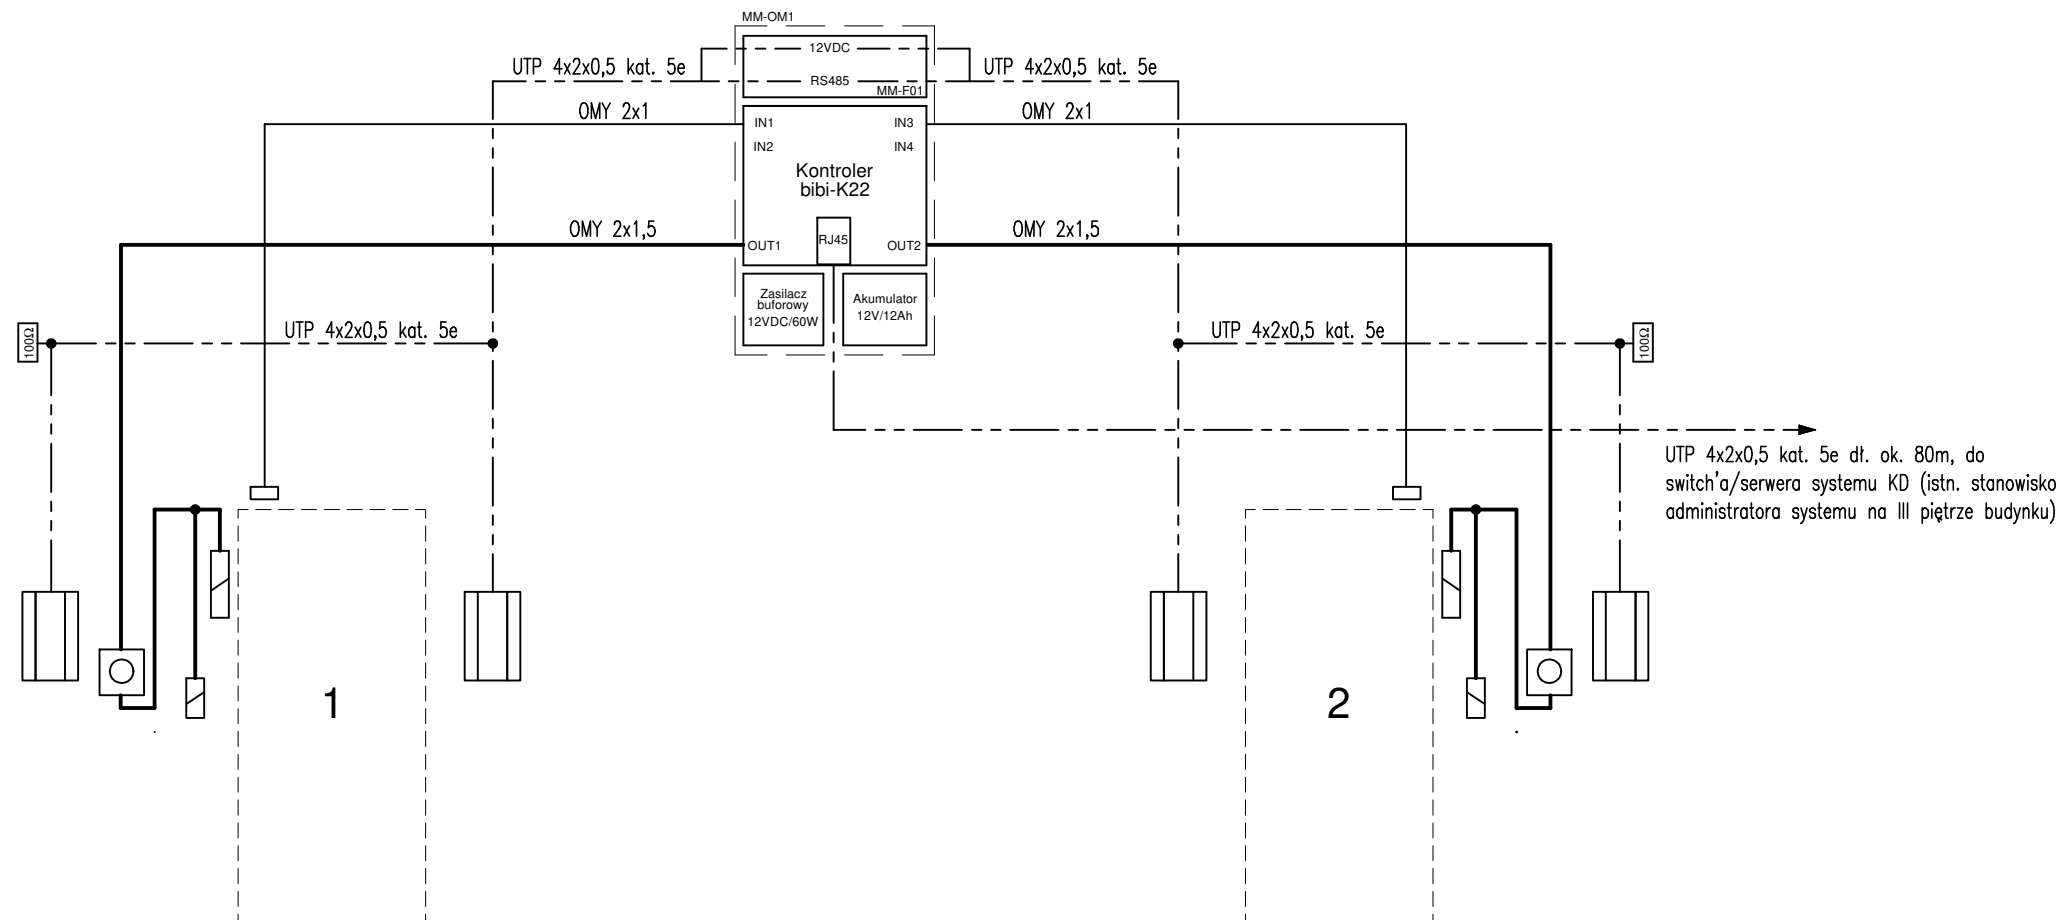 MM-OM1
12VDC
UTP 4x2x0,5 kat. 5e
UTP 4x2x0,5 kat. 5e
RS485
MM-F01
OMY 2x1
OMY 2x1
IN1
IN3
IN2
IN4
Kontroler
bibi-K22
OMY 2x1,5
OMY 2x1,5
OUT1
RJ45
OUT2
Zasilacz
buforowy
12VDC/60W
Akumulator
12V/12Ah
100Ω
UTP 4x2x0,5 kat. 5e
UTP 4x2x0,5 kat. 5e
100Ω
UTP 4x2x0,5 kat. 5e dł. ok. 80m, do
switch'a/serwera systemu KD (istn. stanowisko
administratora systemu na III piętrze budynku)
1
2